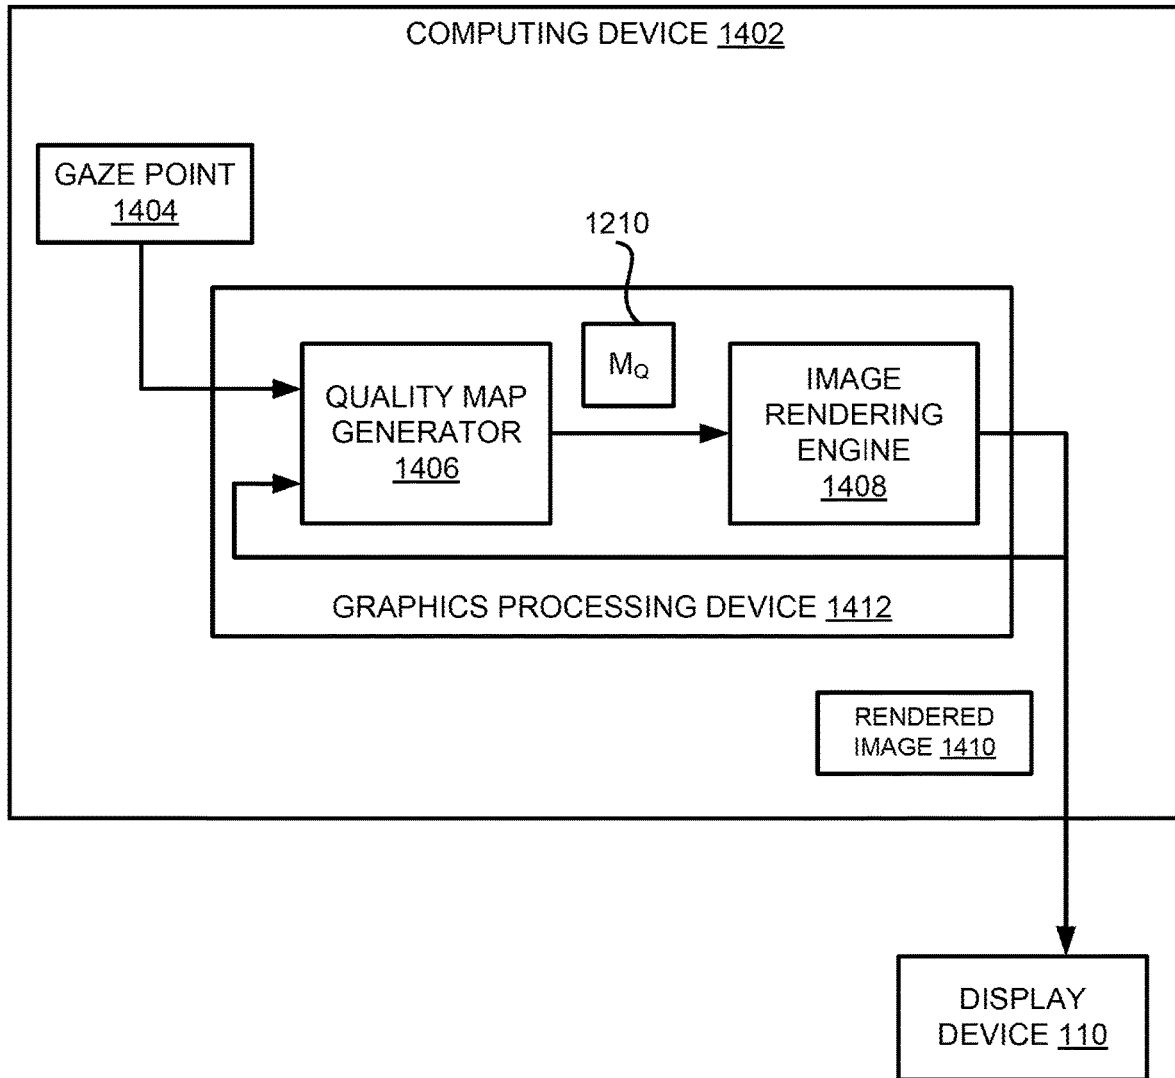 COMPUTING DEVICE 1402
GAZE POINT
1404
1210
M_Q
QUALITY MAP
GENERATOR
1406
IMAGE
RENDERING
ENGINE
1408
GRAPHICS PROCESSING DEVICE 1412
RENDERED
IMAGE 1410
DISPLAY
DEVICE 110